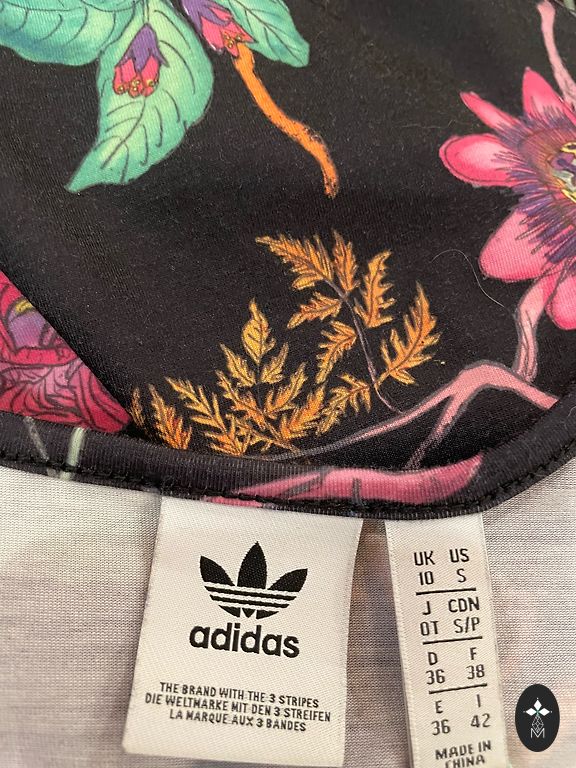 adidas
THE BRAND WITH THE 3 STRIPES
DIE WELTMARKE MIT DEN 3 STREIFEN
LA MARQUE AUX 3 BANDES
UK US
10 S
J CDN
OT S/P
D F
36 38
E I
36 42
MADE IN
CHINA
M